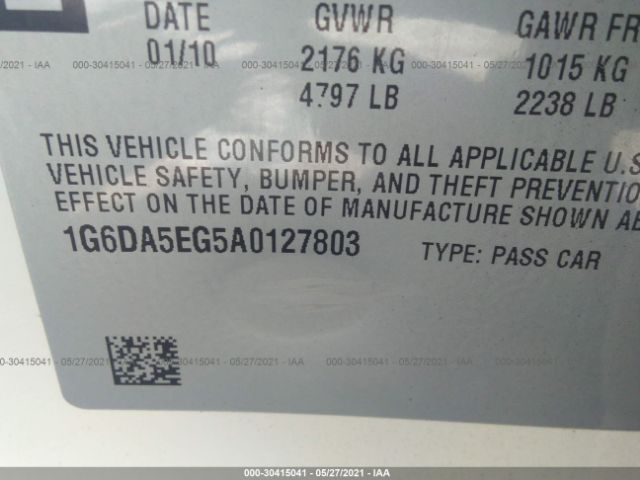 DATE GVWR GAWR FR
01/10 2176 KG 1015 KG
4797 LB 2238 LB
THIS VEHICLE CONFORMS TO ALL APPLICABLE U.S
VEHICLE SAFETY, BUMPER, AND THEFT PREVENTION
EFFECT ON THE DATE OF MANUFACTURE SHOWN AB
1G6DA5EG5A0127803 TYPE: PASS CAR
000-30415041 - 05/27/2021 - IAA